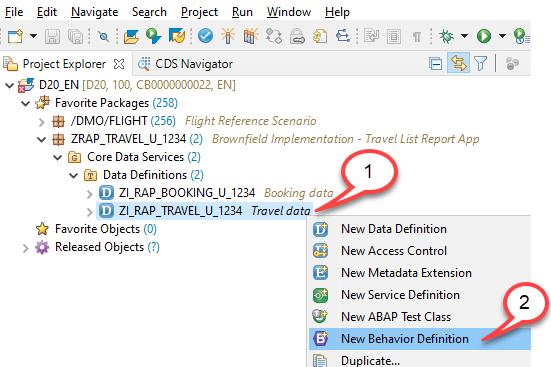 File Edit Navigate Search Project Run Window Help
Project Explorer CDS Navigator
D20_EN [D20, 100, CB0000000022, EN]
Favorite Packages (258)
/DMO/FLIGHT (256) Flight Reference Scenario
ZRAP_TRAVEL_U_1234 (2) Brownfield Implementation - Travel List Report App
Core Data Services (2)
Data Definitions (2)
ZI_RAP_BOOKING_U_1234 Booking data
ZI_RAP_TRAVEL_U_1234 Travel data
1
Favorite Objects (0)
Released Objects (?)
New Data Definition
New Access Control
New Metadata Extension
New Service Definition
New ABAP Test Class
New Behavior Definition
2
Duplicate...